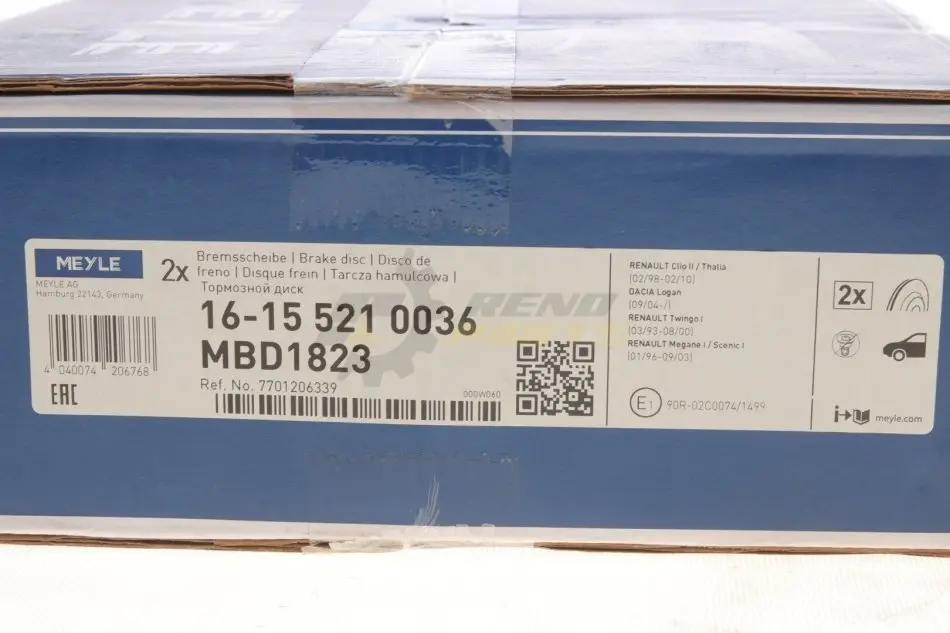 MEYLE
MEYLE AG
Hamburg 22143, Germany
4 040074 206768
EAC
2x
Bremsscheibe | Brake disc | Disco de
freno | Disque frein | Tarcza hamulcowa |
Тормозной диск
16-15 521 0036
MBD1823
Ref. No. 7701206339
000W060
RENAULT Clio II / Thalia
(02/98-02/10)
DACIA Logan
(09/04-/)
RENAULT Twingo I
(03/93-08/00)
RENAULT Megane I / Scenic I
(01/96-09/03)
E1
90R-02C0074/1499
2x
meyle.com
RENO